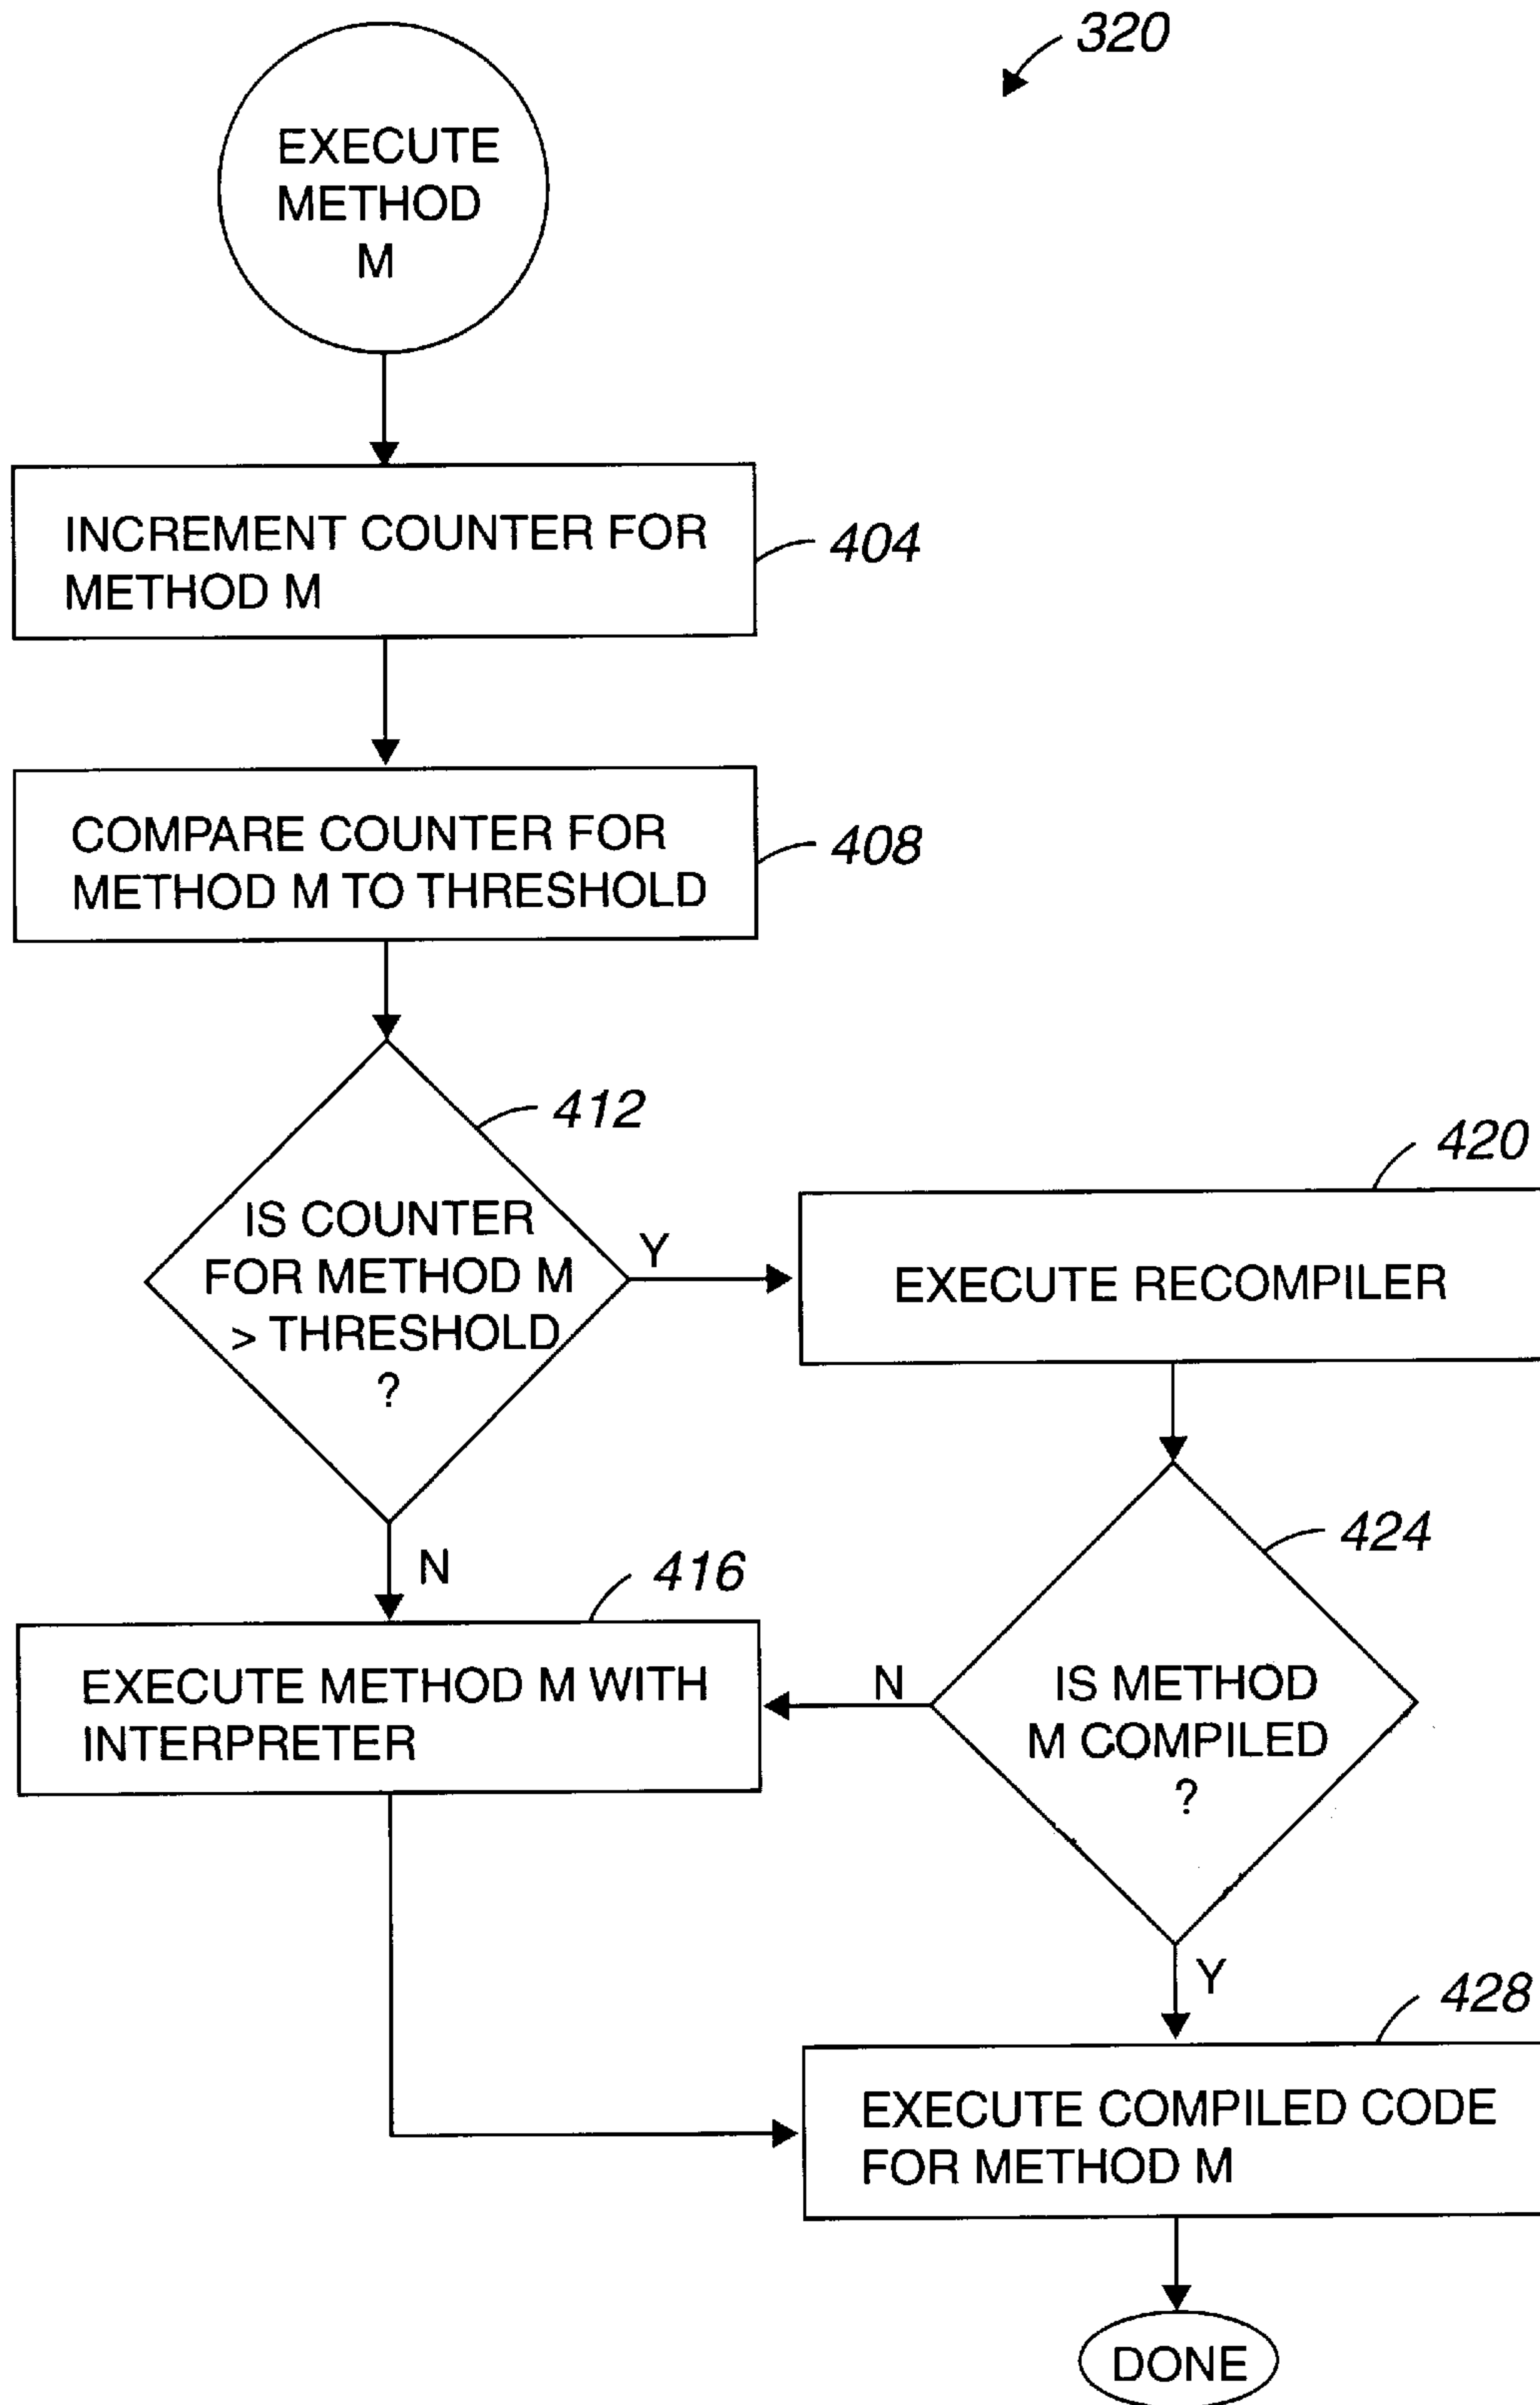 320
EXECUTE
METHOD
M
INCREMENT COUNTER FOR
METHOD M
404
COMPARE COUNTER FOR
METHOD M TO THRESHOLD
408
412
IS COUNTER
FOR METHOD M
> THRESHOLD
?
Y
N
420
EXECUTE RECOMPILER
424
IS METHOD
M COMPILED
?
N
Y
416
EXECUTE METHOD M WITH
INTERPRETER
428
EXECUTE COMPILED CODE
FOR METHOD M
DONE